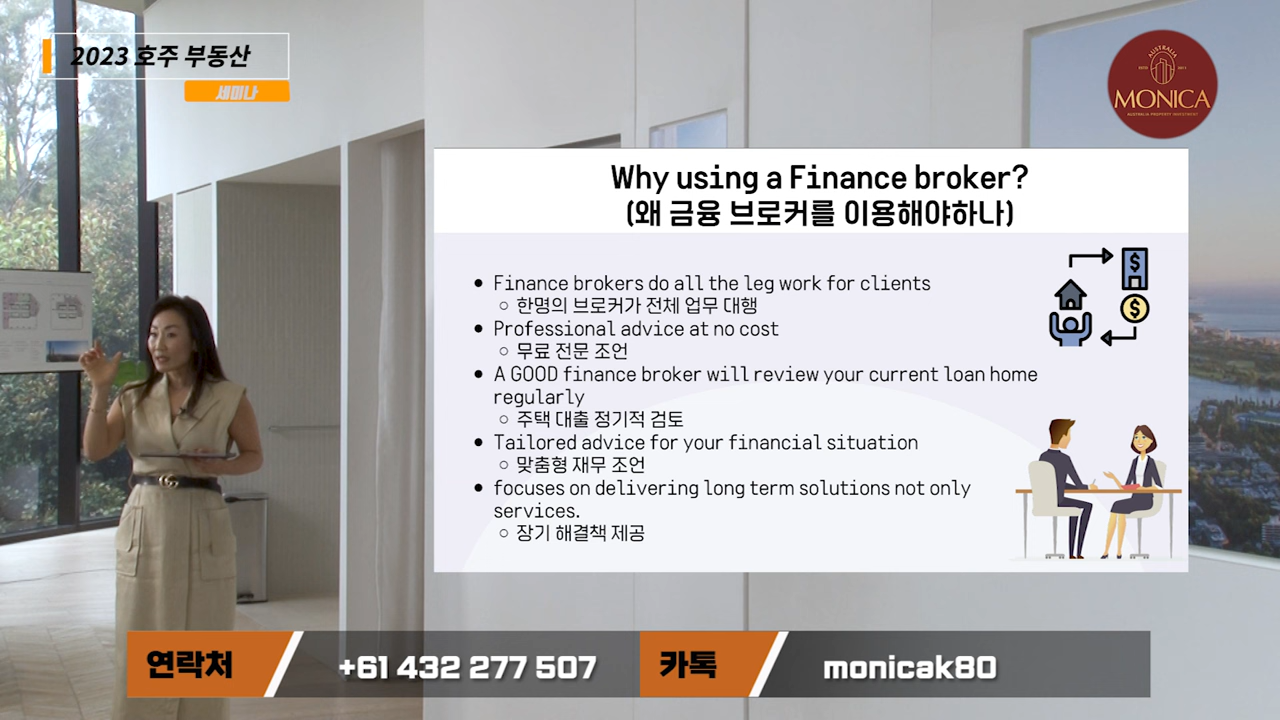 2023 호주 부동산
세미나
AUSTRALIA
MONICA
AUSTRALIA PROPERTY INVESTMENT
Why using a Finance broker?
(왜 금융 브로커를 이용해야하나)
• Finance brokers do all the leg work for clients
○ 한명의 브로커가 전체 업무 대행
• Professional advice at no cost
○ 무료 전문 조언
• A GOOD finance broker will review your current loan home
regularly
○ 주택 대출 정기적 검토
• Tailored advice for your financial situation
○ 맞춤형 재무 조언
• focuses on delivering long term solutions not only
services.
○ 장기 해결책 제공
연락처
+61 432 277 507
카톡
monicak80